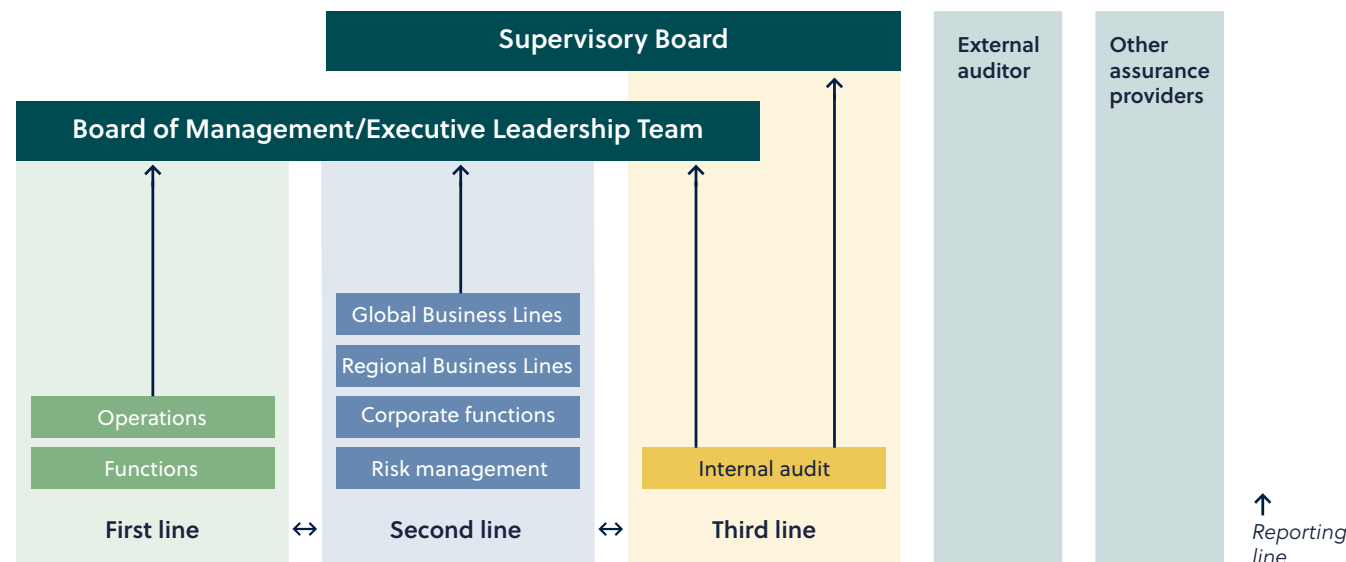 Supervisory Board
Board of Management/Executive Leadership Team
External
auditor
Other
assurance
providers
Global Business Lines
Regional Business Lines
Operations
Corporate functions
Functions
Risk management
Internal audit
First line
Second line
Third line
Reporting
line